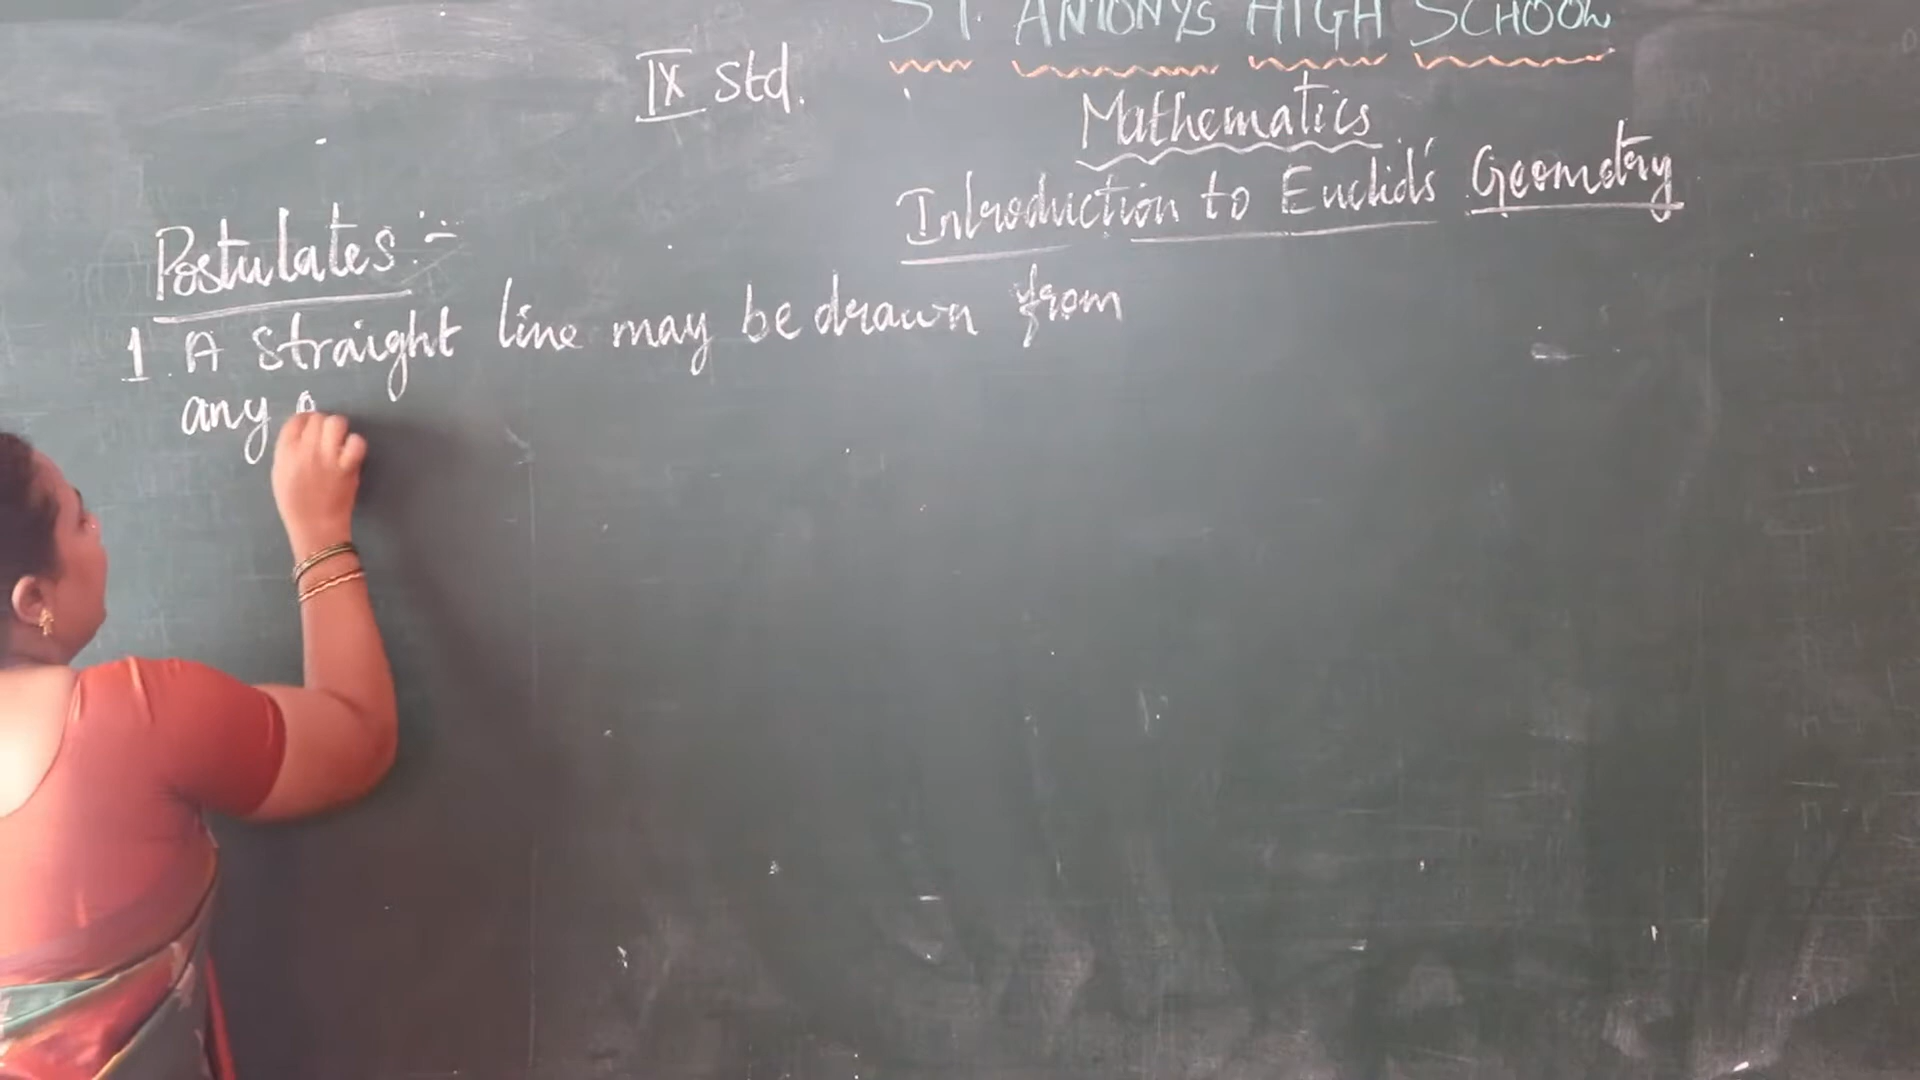 ST. ANTONYS HIGH SCHOOL
IX Std.
Mathematics
Introduction to Euclid's Geometry
Postulates :-
1. A Straight line may be drawn from
any